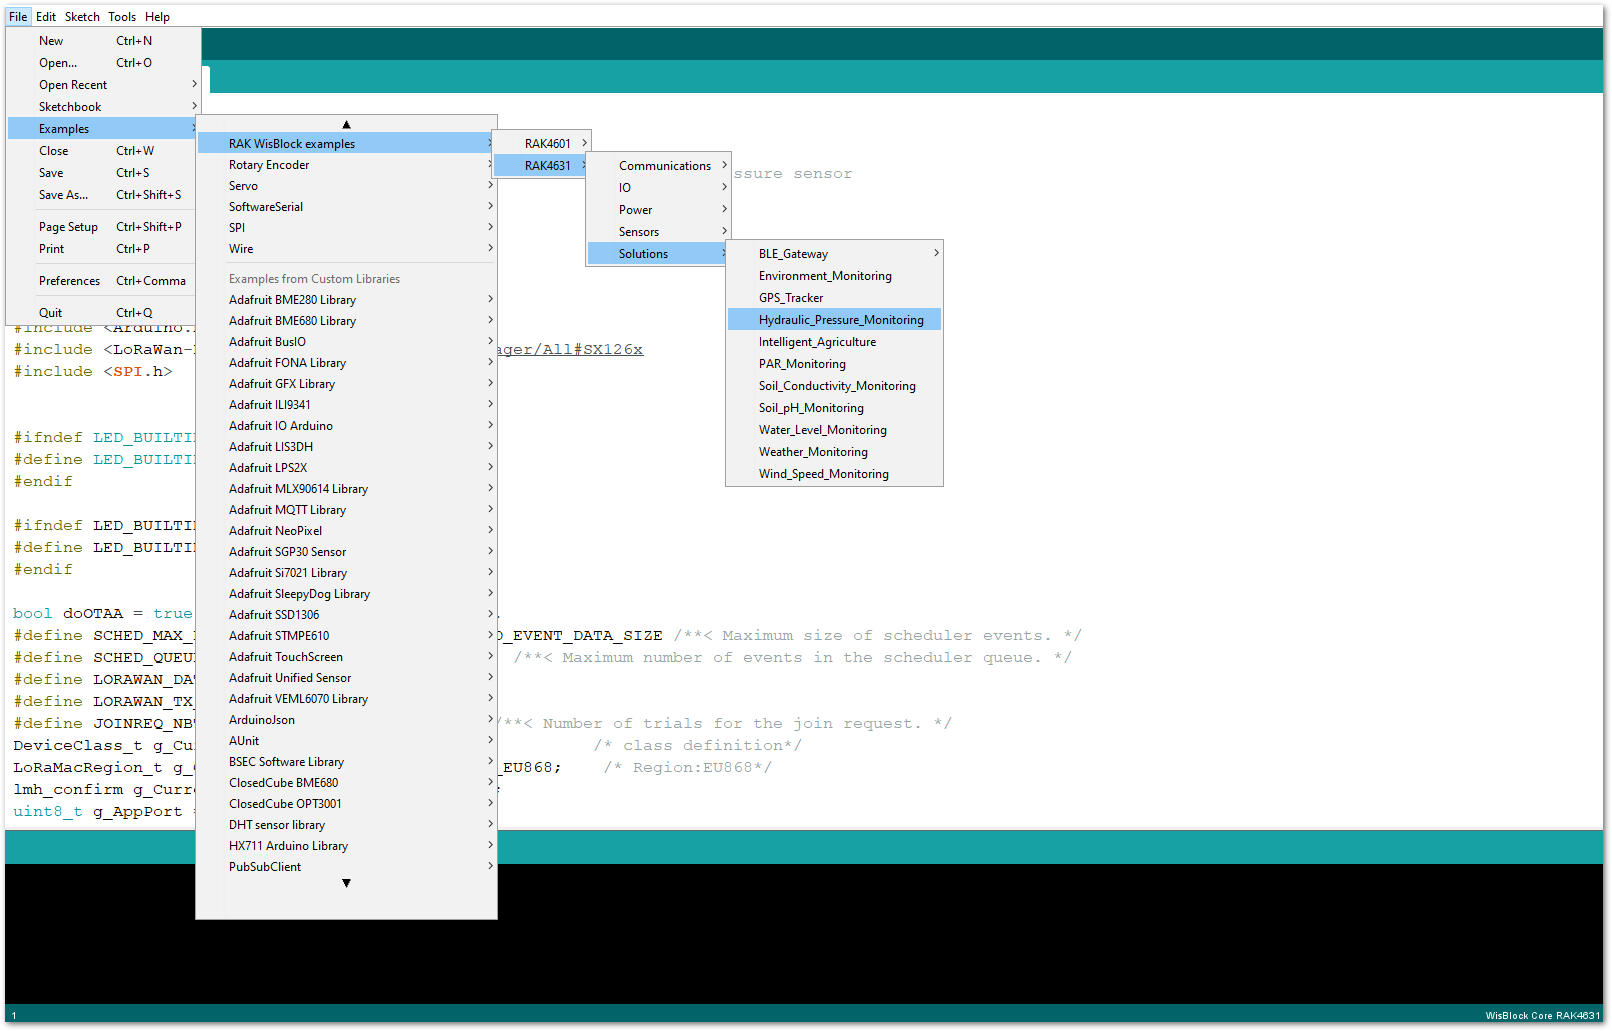 File Edit Sketch Tools Help
New Ctrl+N
Open... Ctrl+O
Open Recent
Sketchbook
Examples
Close Ctrl+W
Save Ctrl+S
Save As... Ctrl+Shift+S
Page Setup Ctrl+Shift+P
Print Ctrl+P
Preferences Ctrl+Comma
Quit Ctrl+Q
RAK WisBlock examples
Rotary Encoder
Servo
SoftwareSerial
SPI
Wire
Examples from Custom Libraries
Adafruit BME280 Library
Adafruit BME680 Library
Adafruit BusIO
Adafruit FONA Library
Adafruit GFX Library
Adafruit ILI9341
Adafruit IO Arduino
Adafruit LIS3DH
Adafruit LPS2X
Adafruit MLX90614 Library
Adafruit MQTT Library
Adafruit NeoPixel
Adafruit SGP30 Sensor
Adafruit Si7021 Library
Adafruit SleepyDog Library
Adafruit SSD1306
Adafruit STMPE610
Adafruit TouchScreen
Adafruit Unified Sensor
Adafruit VEML6070 Library
ArduinoJson
AUnit
BSEC Software Library
ClosedCube BME680
ClosedCube OPT3001
DHT sensor library
HX711 Arduino Library
PubSubClient
RAK4601
RAK4631
Communications
IO
Power
Sensors
Solutions
BLE_Gateway
Environment_Monitoring
GPS_Tracker
Hydraulic_Pressure_Monitoring
Intelligent_Agriculture
PAR_Monitoring
Soil_Conductivity_Monitoring
Soil_pH_Monitoring
Water_Level_Monitoring
Weather_Monitoring
Wind_Speed_Monitoring
ssure sensor
#include <Arduino.
#include <LoRaWan- ager/All#SX126x
#include <SPI.h>
#ifndef LED_BUILTI
#define LED_BUILTI
#endif
#ifndef LED_BUILTI
#define LED_BUILTI
#endif
bool doOTAA = true
#define SCHED_MAX_ D_EVENT_DATA_SIZE /**< Maximum size of scheduler events. */
#define SCHED_QUEU /**< Maximum number of events in the scheduler queue. */
#define LORAWAN_DA
#define LORAWAN_TX_
#define JOINREQ_NB /**< Number of trials for the join request. */
DeviceClass_t g_Cu /* class definition*/
LoRaMacRegion_t g_ _EU868; /* Region:EU868*/
lmh_confirm g_Curr ;
uint8_t g_AppPort =
1 WisBlock Core RAK4631